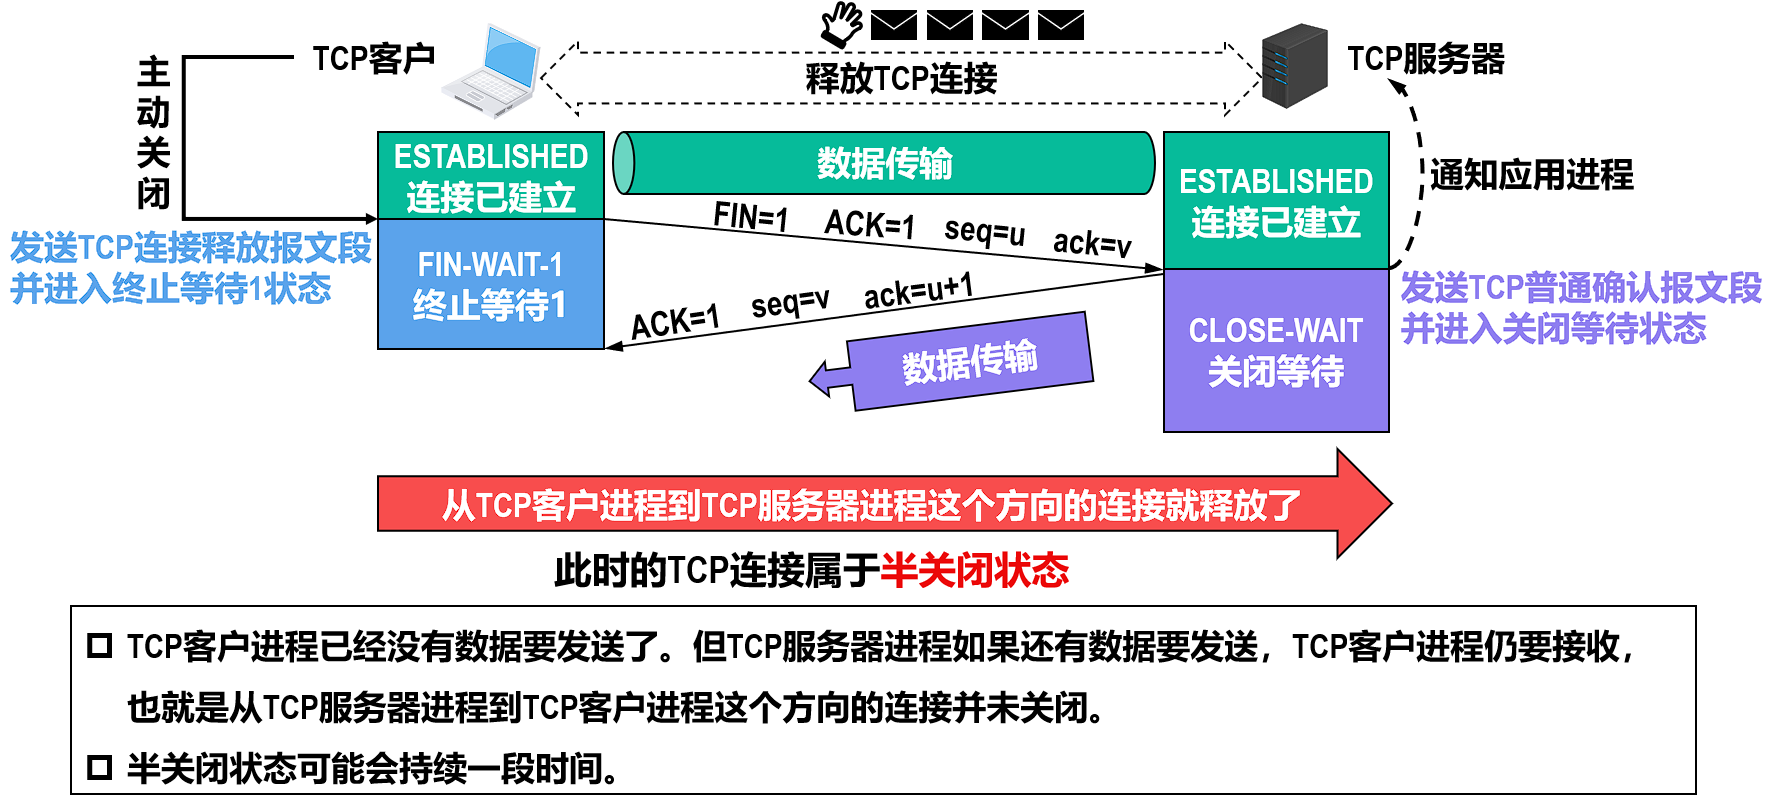 TCP客户
释放TCP连接
TCP服务器
主动关闭
ESTABLISHED
连接已建立
数据传输
ESTABLISHED
连接已建立
通知应用进程
FIN=1 ACK=1 seq=u ack=v
发送TCP连接释放报文段
并进入终止等待1状态
FIN-WAIT-1
终止等待1
ACK=1 seq=v ack=u+1
发送TCP普通确认报文段
并进入关闭等待状态
CLOSE-WAIT
关闭等待
数据传输
从TCP客户进程到TCP服务器进程这个方向的连接就释放了
此时的TCP连接属于半关闭状态
TCP客户进程已经没有数据要发送了。但TCP服务器进程如果还有数据要发送，TCP客户进程仍要接收，
也就是从TCP服务器进程到TCP客户进程这个方向的连接并未关闭。
半关闭状态可能会持续一段时间。